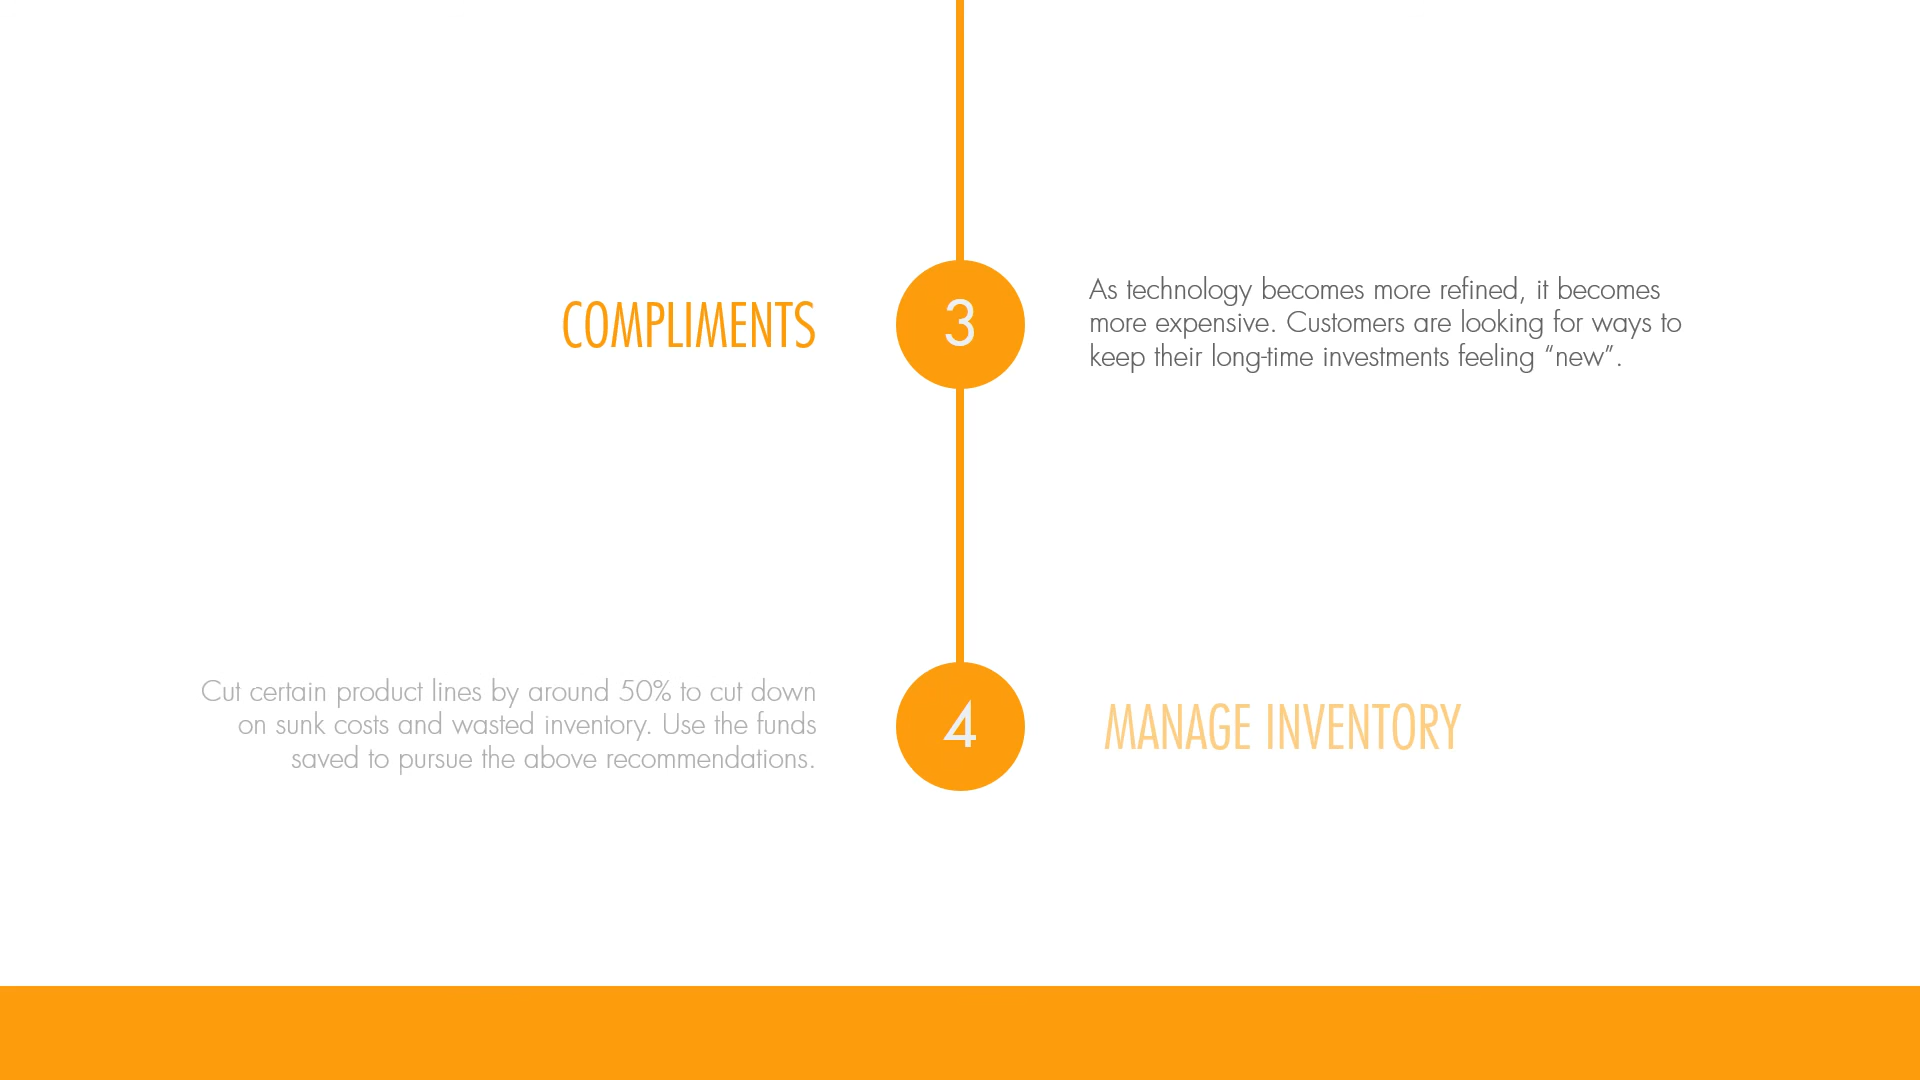 COMPLIMENTS
3
As technology becomes more refined, it becomes
more expensive. Customers are looking for ways to
keep their long-time investments feeling “new”.
Cut certain product lines by around 50% to cut down
on sunk costs and wasted inventory. Use the funds
saved to pursue the above recommendations.
4
MANAGE INVENTORY